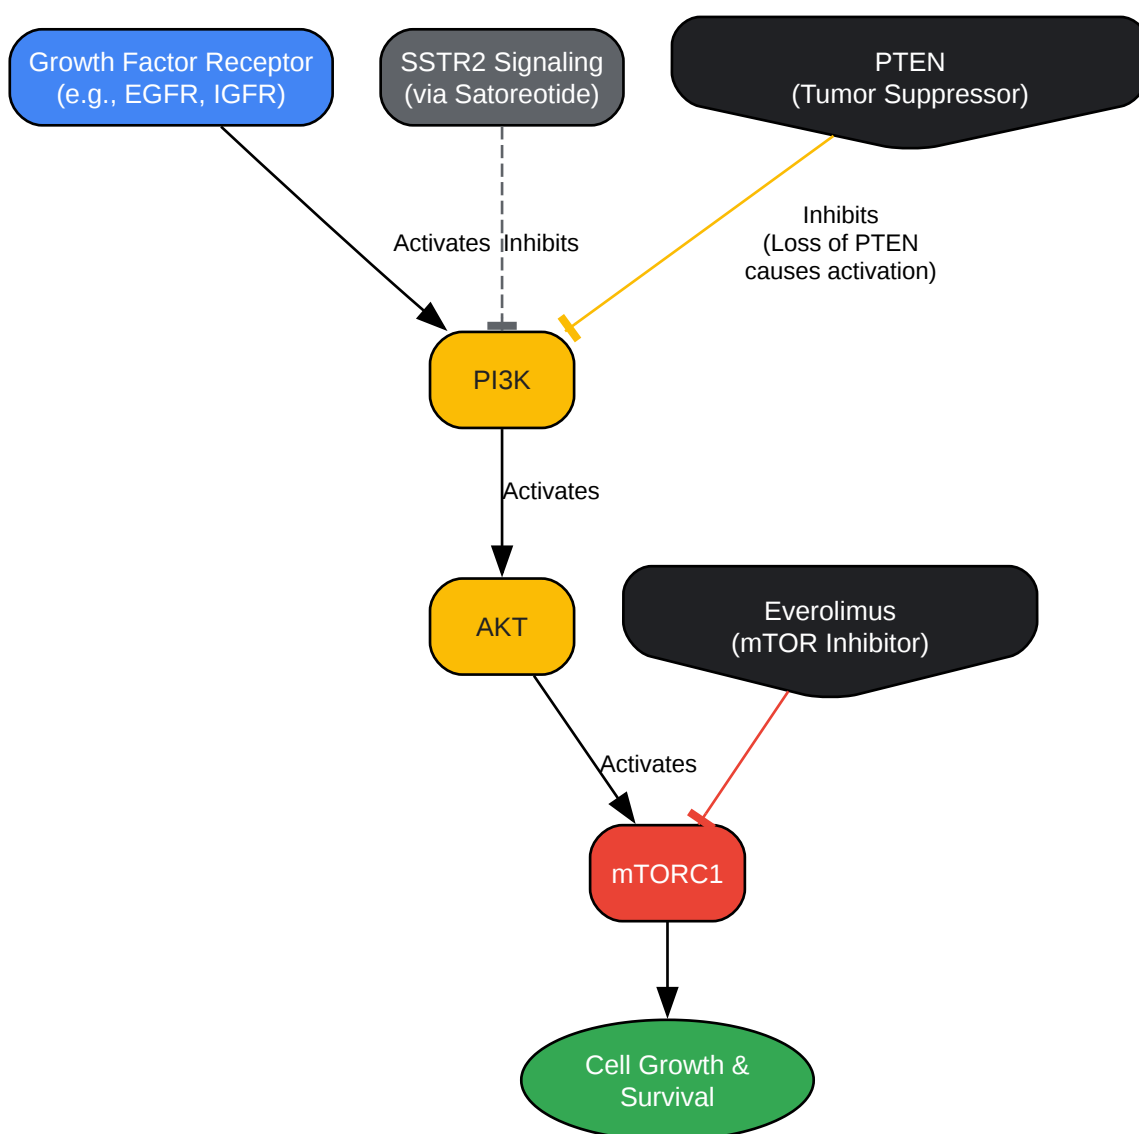 Growth Factor Receptor
(e.g., EGFR, IGFR)
SSTR2 Signaling
(via Satoreotide)
PTEN
(Tumor Suppressor)
Activates
Inhibits
Inhibits
(Loss of PTEN
causes activation)
PI3K
Activates
AKT
Everolimus
(mTOR Inhibitor)
Activates
mTORC1
Cell Growth &
Survival